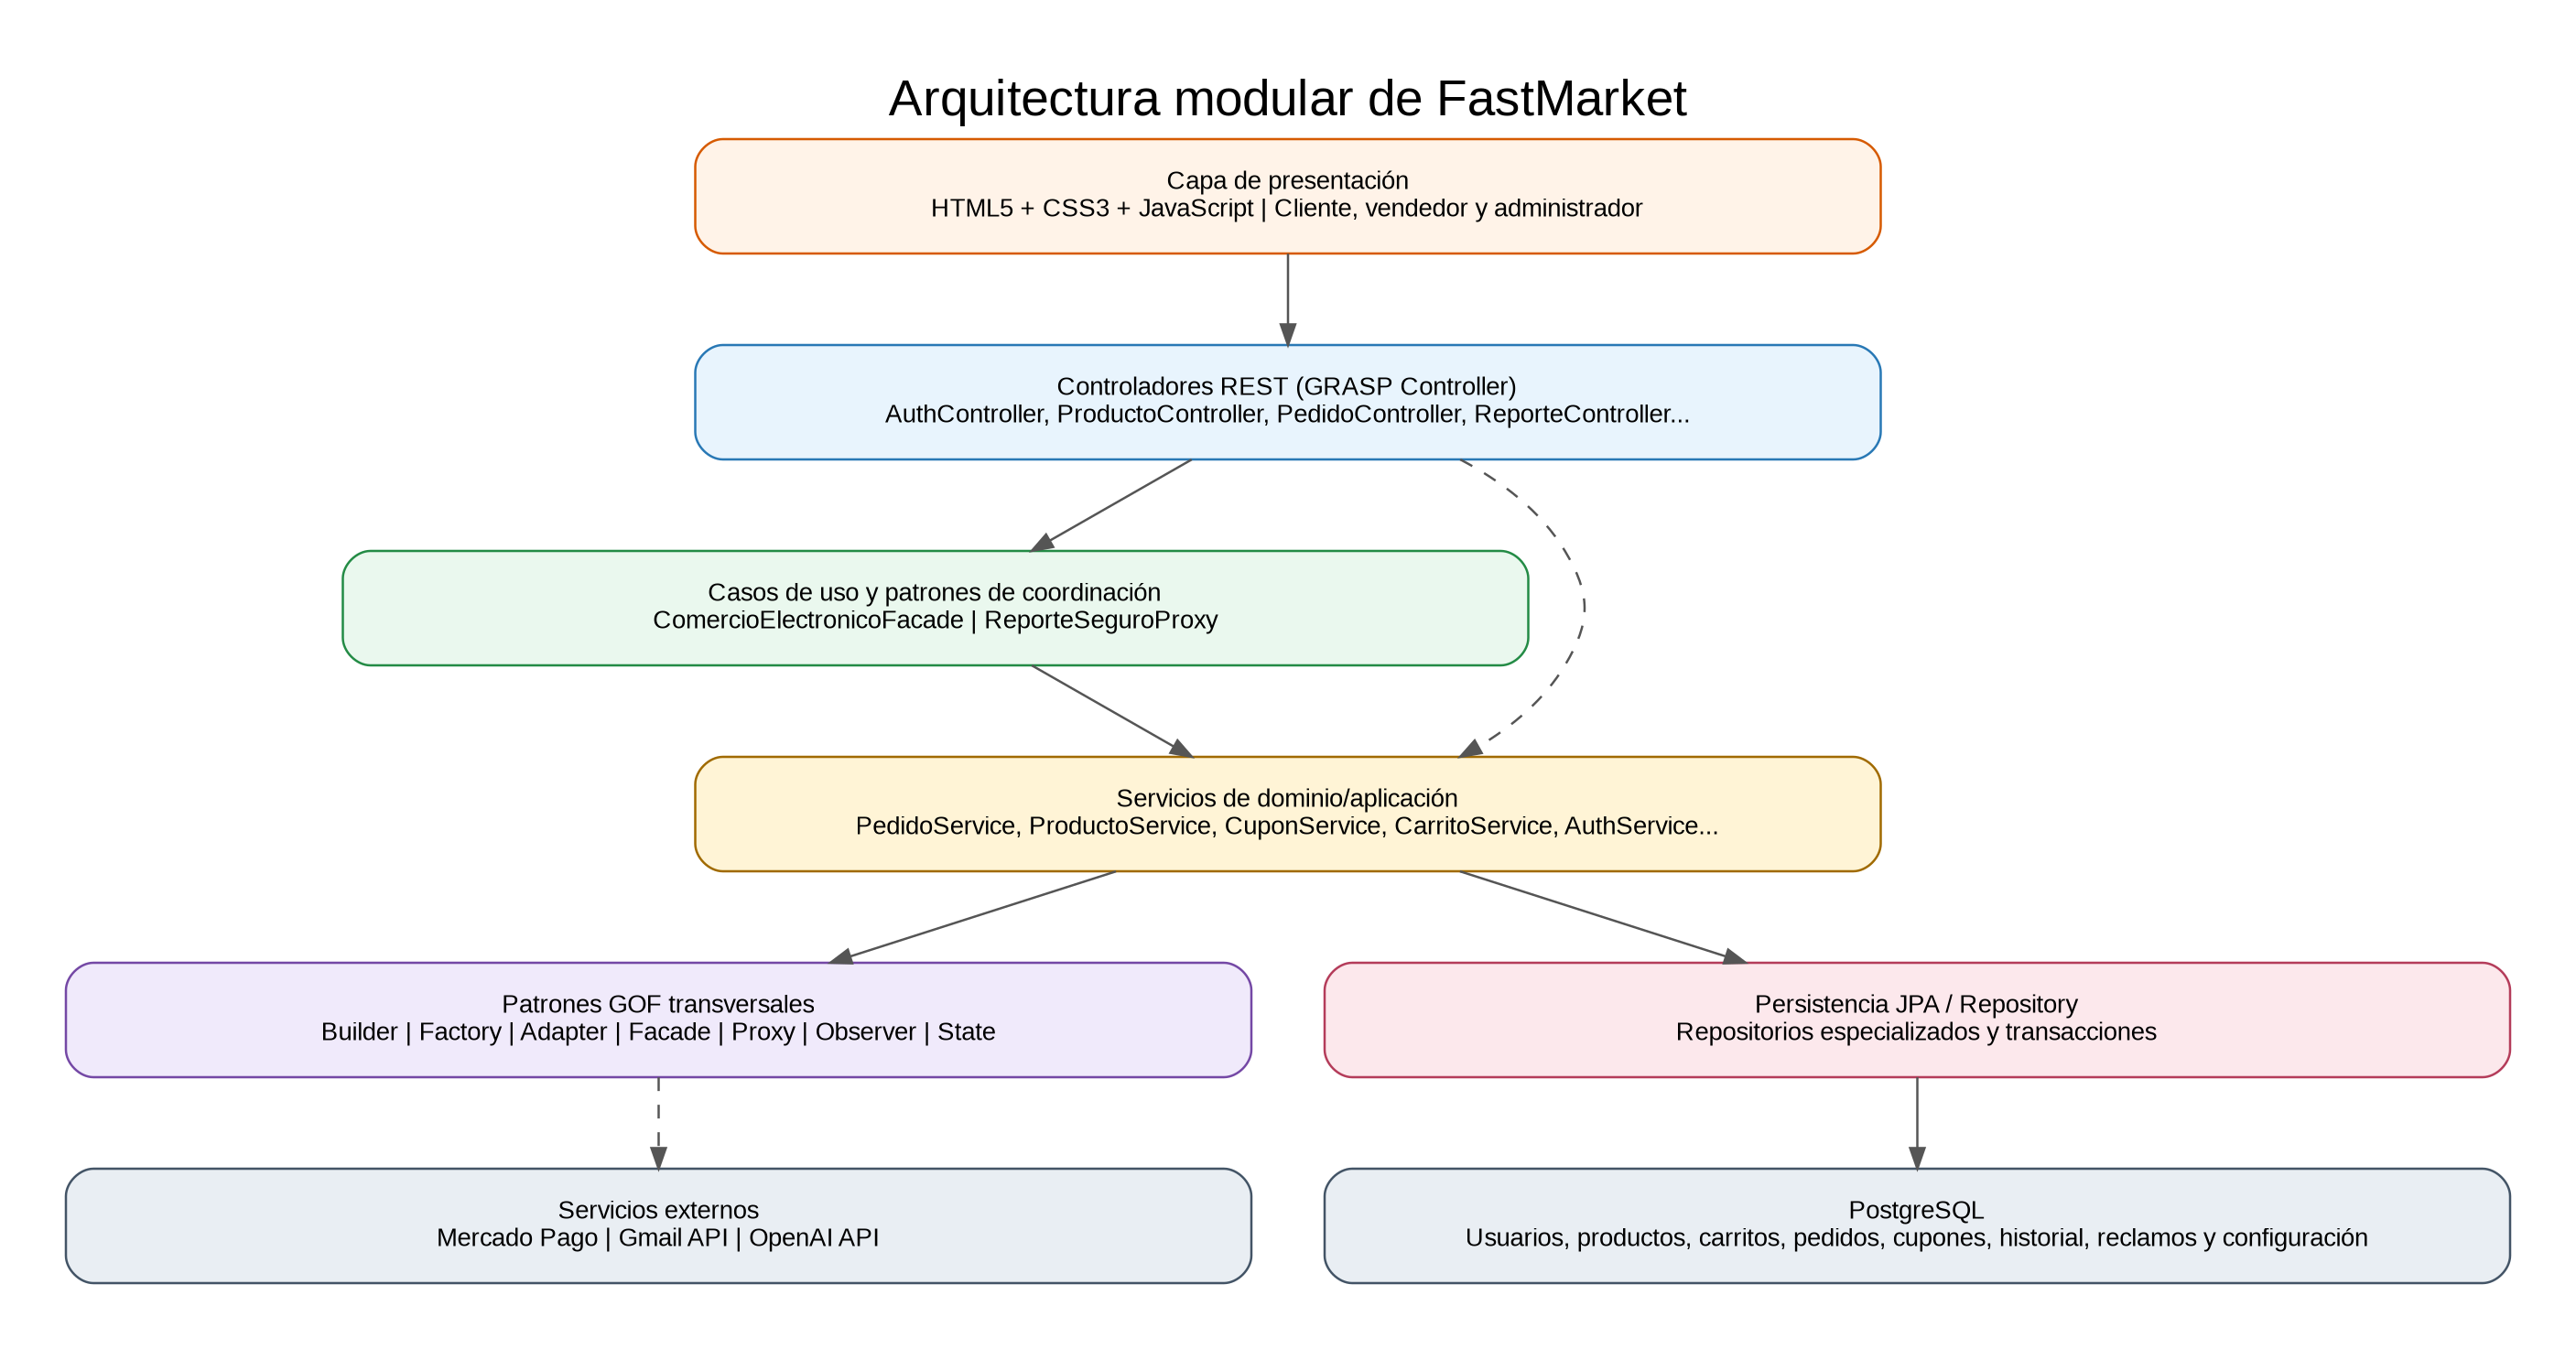 Arquitectura modular de FastMarket
Capa de presentación
HTML5 + CSS3 + JavaScript | Cliente, vendedor y administrador
Controladores REST (GRASP Controller)
AuthController, ProductoController, PedidoController, ReporteController...
Casos de uso y patrones de coordinación
ComercioElectronicoFacade | ReporteSeguroProxy
Servicios de dominio/aplicación
PedidoService, ProductoService, CuponService, CarritoService, AuthService...
Patrones GOF transversales
Builder | Factory | Adapter | Facade | Proxy | Observer | State
Persistencia JPA / Repository
Repositorios especializados y transacciones
Servicios externos
Mercado Pago | Gmail API | OpenAI API
PostgreSQL
Usuarios, productos, carritos, pedidos, cupones, historial, reclamos y configuración